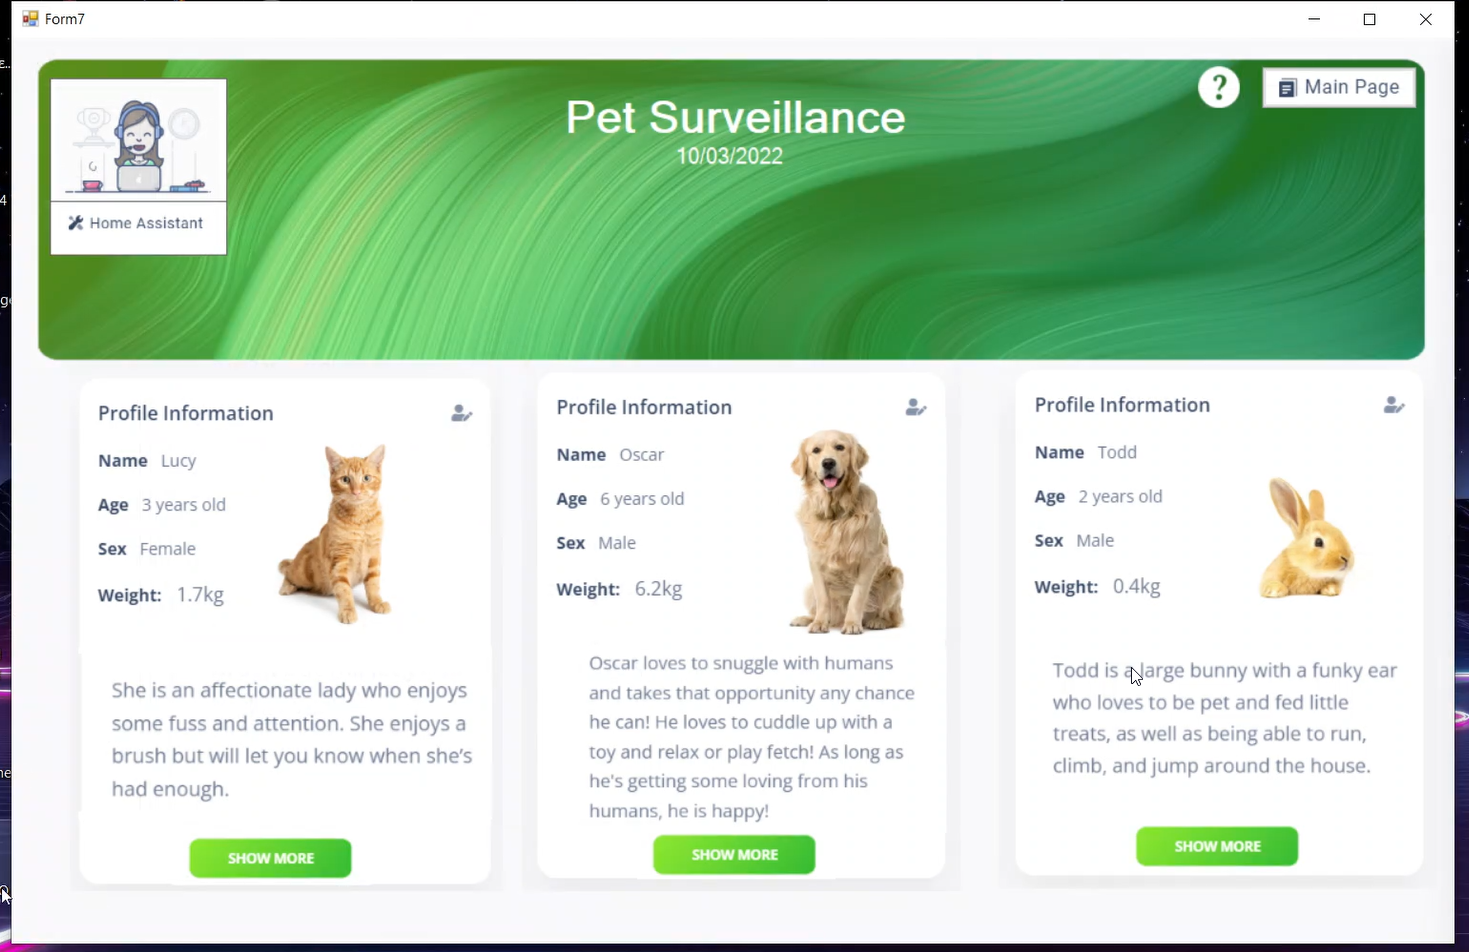 Form7
Pet Surveillance
10/03/2022
?
Main Page
Home Assistant
Profile Information
Name Lucy
Age 3 years old
Sex Female
Weight: 1.7kg
She is an affectionate lady who enjoys
some fuss and attention. She enjoys a
brush but will let you know when she's
had enough.
SHOW MORE
Profile Information
Name Oscar
Age 6 years old
Sex Male
Weight: 6.2kg
Oscar loves to snuggle with humans
and takes that opportunity any chance
he can! He loves to cuddle up with a
toy and relax or play fetch! As long as
he's getting some loving from his
humans, he is happy!
SHOW MORE
Profile Information
Name Todd
Age 2 years old
Sex Male
Weight: 0.4kg
Todd is a large bunny with a funky ear
who loves to be pet and fed little
treats, as well as being able to run,
climb, and jump around the house.
SHOW MORE